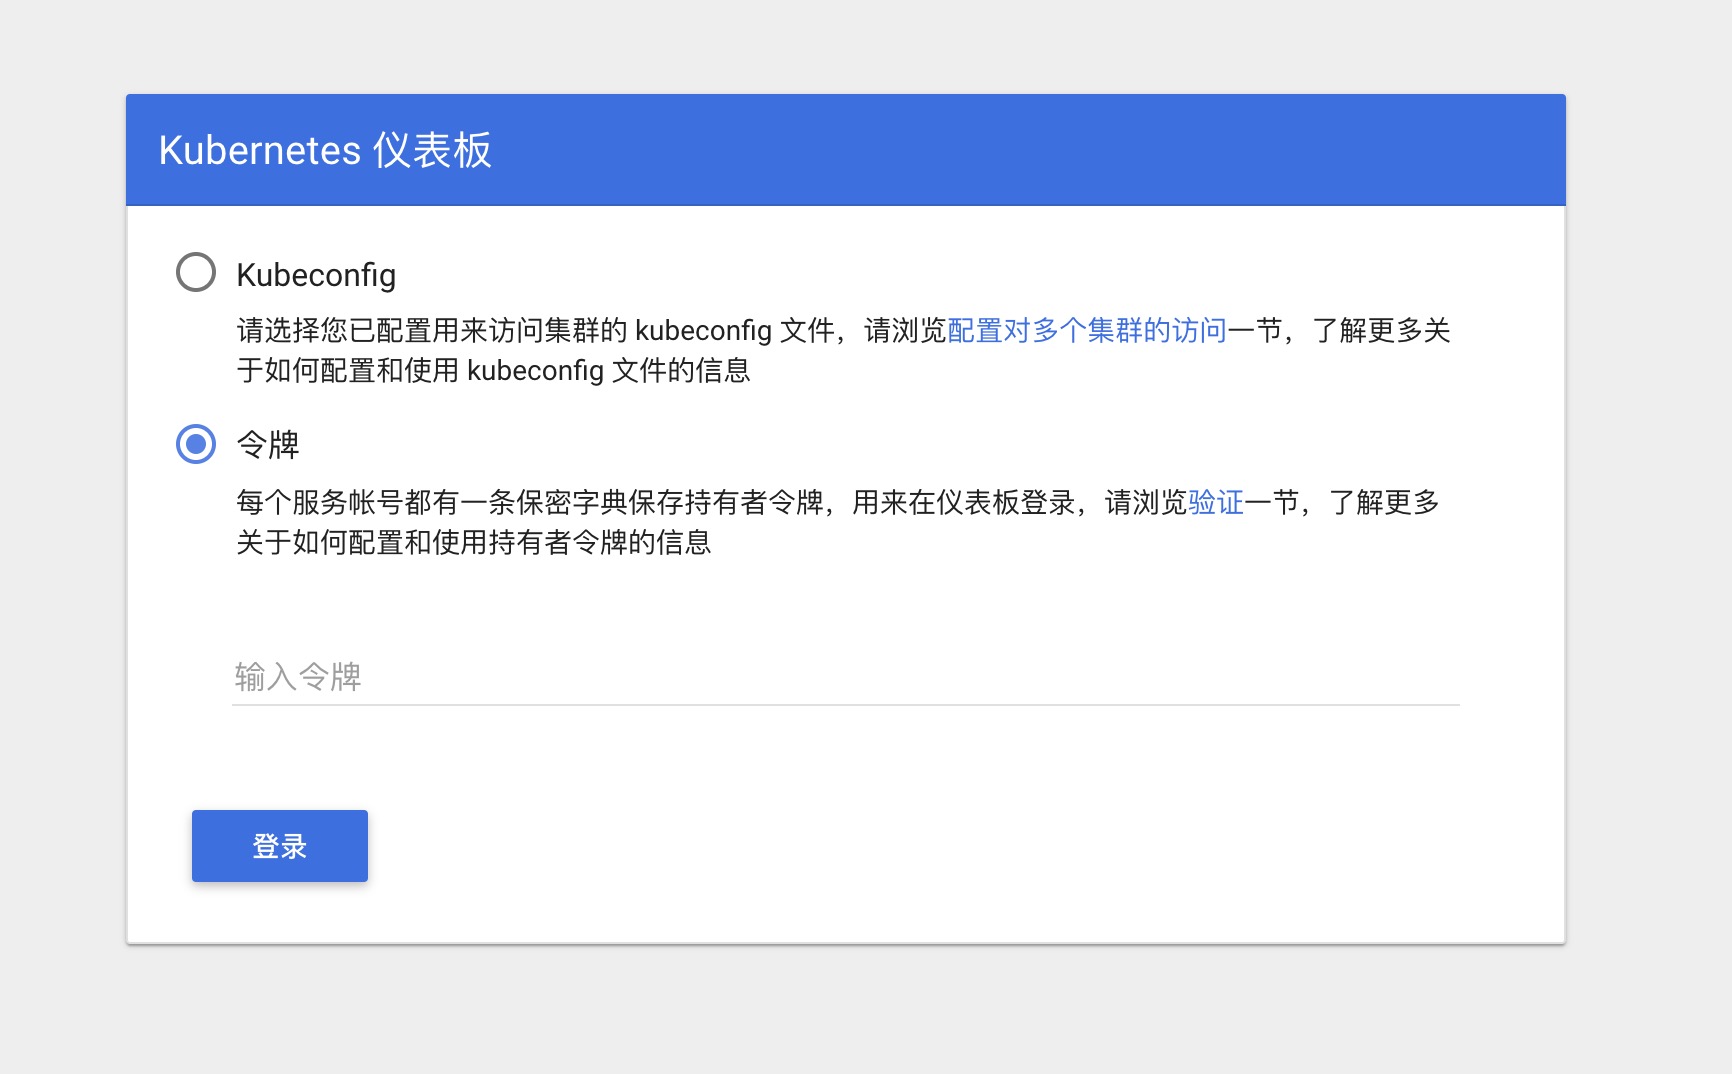 Kubernetes 仪表板
Kubeconfig
请选择您已配置用来访问集群的 kubeconfig 文件，请浏览配置对多个集群的访问一节，了解更多关
于如何配置和使用 kubeconfig 文件的信息
令牌
每个服务帐号都有一条保密字典保存持有者令牌，用来在仪表板登录，请浏览验证一节，了解更多
关于如何配置和使用持有者令牌的信息
输入令牌
登录